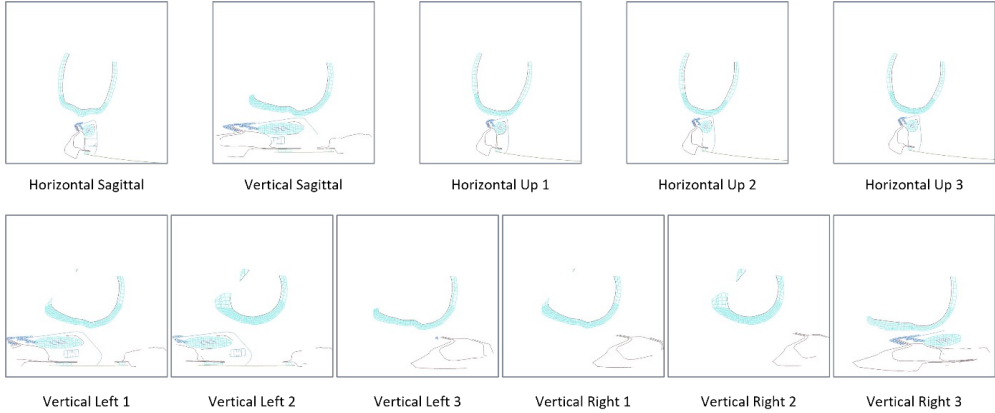 Horizontal Sagittal
Vertical Sagittal
Horizontal Up 1
Horizontal Up 2
Horizontal Up 3
Vertical Left 1
Vertical Left 2
Vertical Left 3
Vertical Right 1
Vertical Right 2
Vertical Right 3